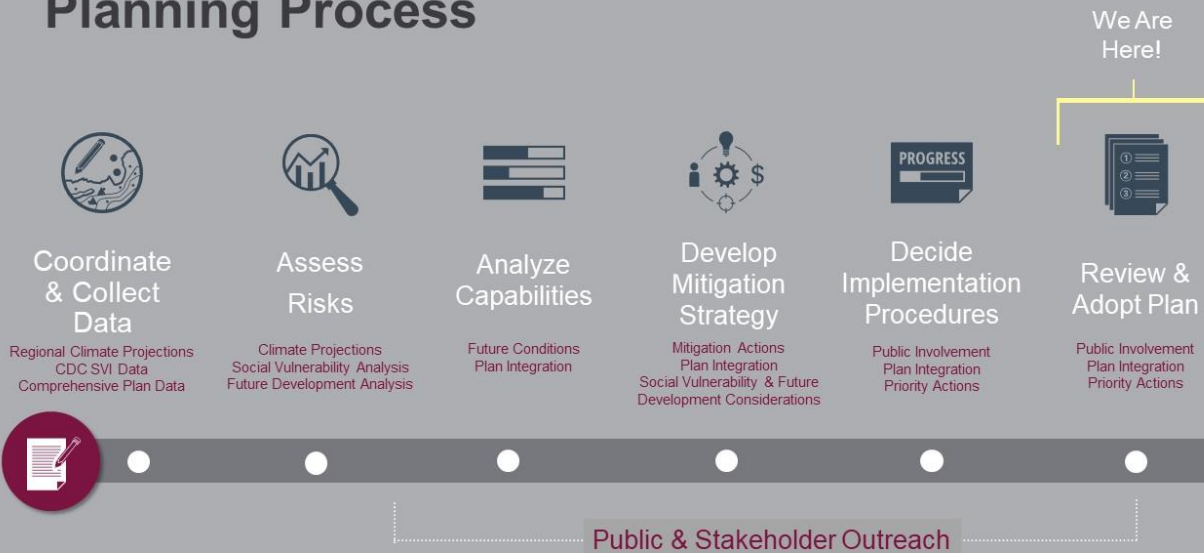 Planning Process
We Are
Here!
PROGRESS
1
2
3
Coordinate
& Collect
Data
Regional Climate Projections
CDC SVI Data
Comprehensive Plan Data
Assess
Risks
Climate Projections
Social Vulnerability Analysis
Future Development Analysis
Analyze
Capabilities
Future Conditions
Plan Integration
Develop
Mitigation
Strategy
Mitigation Actions
Plan Integration
Social Vulnerability & Future
Development Considerations
Decide
Implementation
Procedures
Public Involvement
Plan Integration
Priority Actions
Review &
Adopt Plan
Public Involvement
Plan Integration
Priority Actions
Public & Stakeholder Outreach